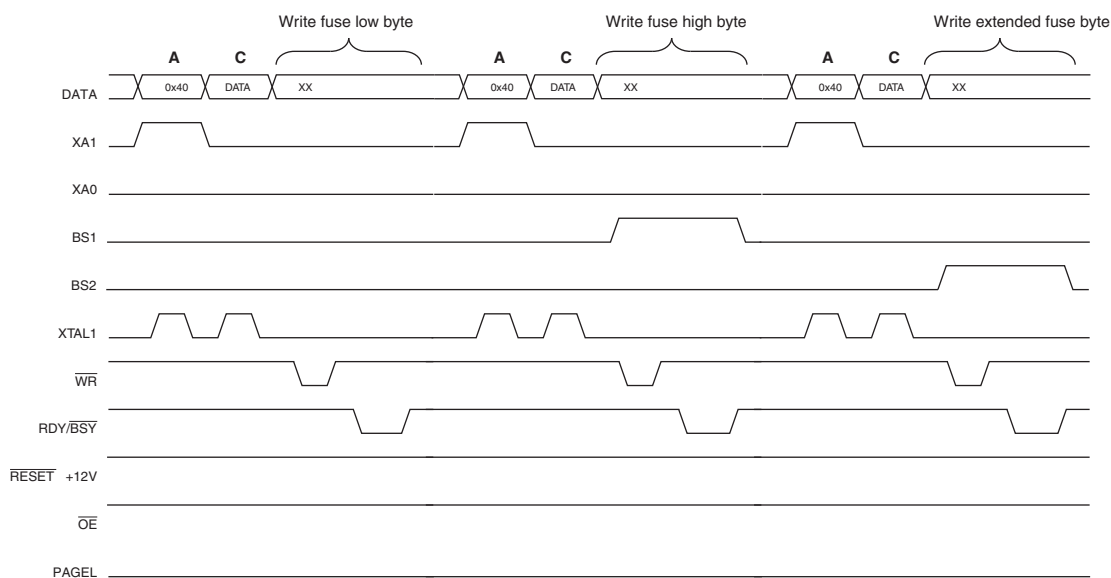 Write fuse low byte Write fuse high byte Write extended fuse byte
A C A C A C
DATA 0x40 DATA XX 0x40 DATA XX 0x40 DATA XX
XA1
XA0
BS1
BS2
XTAL1
WR
RDY/BSY
RESET +12V
OE
PAGEL